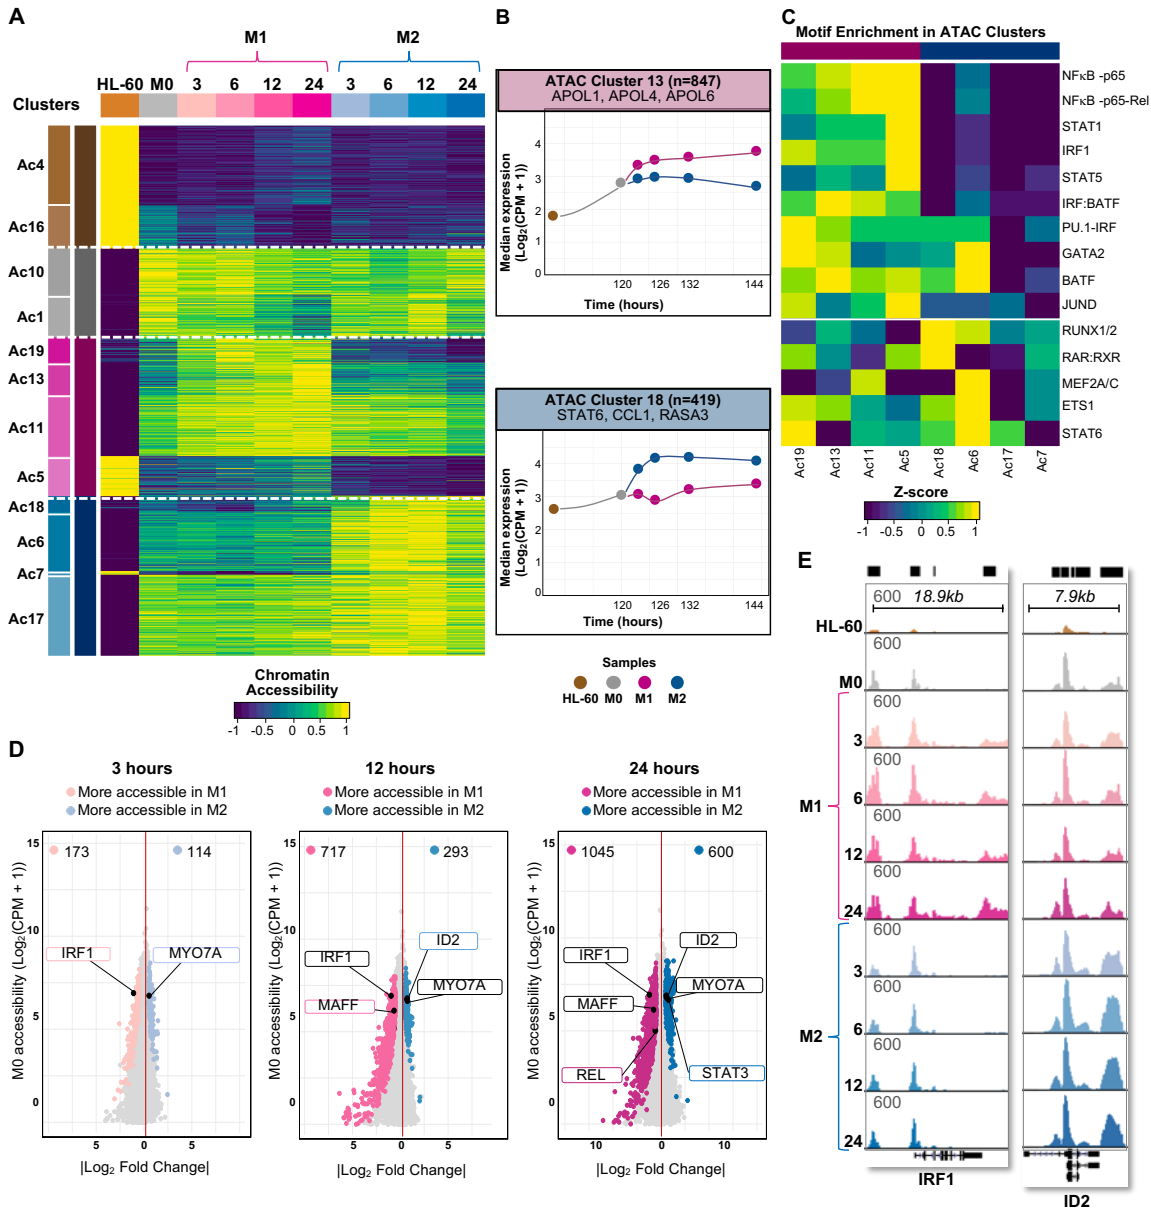 A
M1
M2
HL-60 M0 3 6 12 24 3 6 12 24
Clusters
Ac4
Ac16
Ac10
Ac1
Ac19
Ac13
Ac11
Ac5
Ac18
Ac6
Ac7
Ac17
Chromatin
Accessibility
-1 -0.5 0 0.5 1
B
ATAC Cluster 13 (n=847)
APOL1, APOL4, APOL6
Median expression
(Log2(CPM + 1))
4
3
2
1
0
120 126 132 144
Time (hours)
ATAC Cluster 18 (n=419)
STAT6, CCL1, RASA3
Median expression
(Log2(CPM + 1))
4
3
2
1
0
120 126 132 144
Time (hours)
Samples
HL-60 M0 M1 M2
C
Motif Enrichment in ATAC Clusters
NFκB -p65
NFκB -p65-Rel
STAT1
IRF1
STAT5
IRF:BATF
PU.1-IRF
GATA2
BATF
JUND
RUNX1/2
RAR:RXR
MEF2A/C
ETS1
STAT6
Ac19 Ac13 Ac11 Ac5 Ac18 Ac6 Ac17 Ac7
Z-score
-1 -0.5 0 0.5 1
D
3 hours
More accessible in M1
More accessible in M2
M0 accessibility (Log2(CPM + 1))
15
10
5
0
173 114
IRF1 MYO7A
5 0 5
|Log2 Fold Change|
12 hours
More accessible in M1
More accessible in M2
M0 accessibility (Log2(CPM + 1))
15
10
5
0
717 293
IRF1 ID2
MYO7A
MAFF
5 0 5
|Log2 Fold Change|
24 hours
More accessible in M1
More accessible in M2
M0 accessibility (Log2(CPM + 1))
15
10
5
0
1045 600
IRF1 ID2
MYO7A
MAFF
REL STAT3
10 0 10
|Log2 Fold Change|
E
600
18.9kb 7.9kb
HL-60
600
M0
600
3
600
6
600
12
600
24
M1
600
3
600
6
600
12
600
24
M2
IRF1
ID2